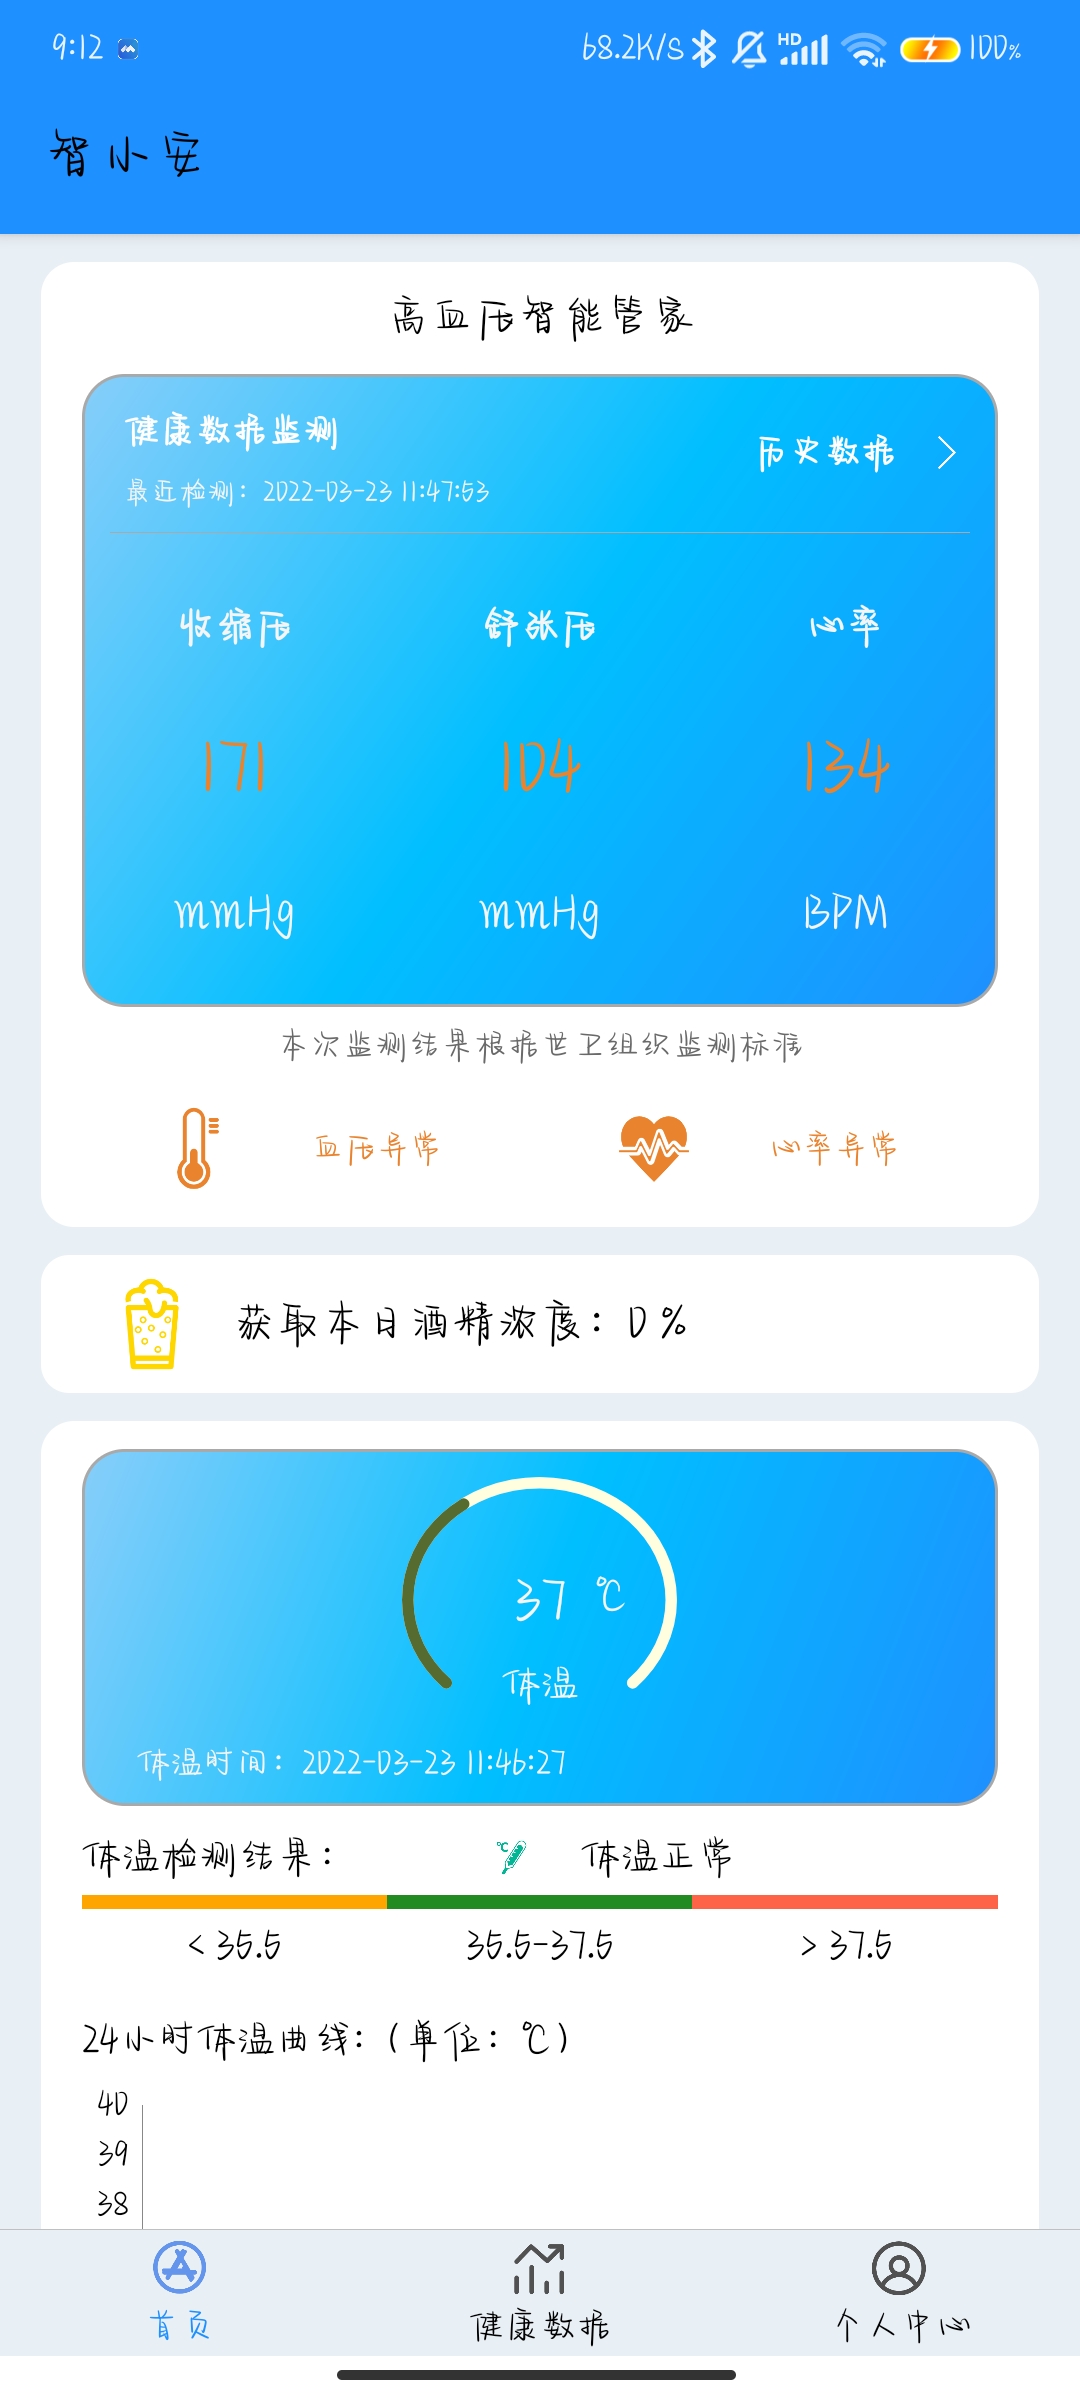 9:12 68.2K/S HD 100%
智小安
高血压智能管家
健康数据监测
历史数据
最近检测：2022-03-23 11:47:53
收缩压 舒张压 心率
171 104 134
mmHg mmHg BPM
本次监测结果根据世卫组织监测标准
血压异常 心率异常
获取本日酒精浓度：0%
37 ℃
体温
体温时间：2022-03-23 11:46:27
体温检测结果： ℃ 体温正常
< 35.5 35.5-37.5 > 37.5
24小时体温曲线：(单位：℃)
40
39
38
首页 健康数据 个人中心